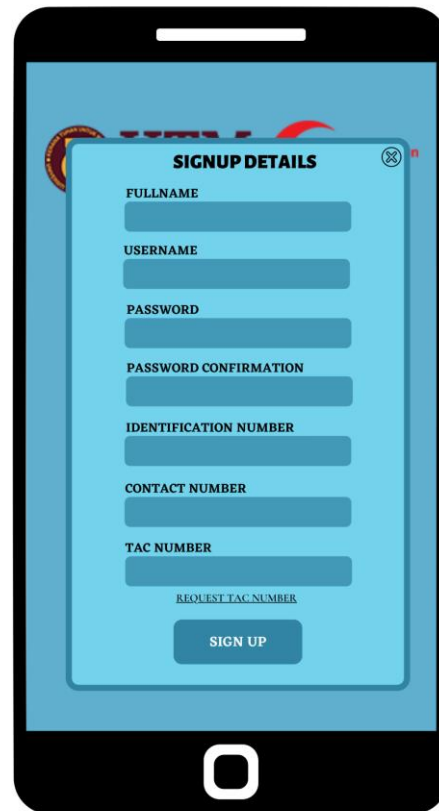 SIGNUP DETAILS
FULLNAME
USERNAME
PASSWORD
PASSWORD CONFIRMATION
IDENTIFICATION NUMBER
CONTACT NUMBER
TAC NUMBER
REQUEST TAC NUMBER
SIGN UP